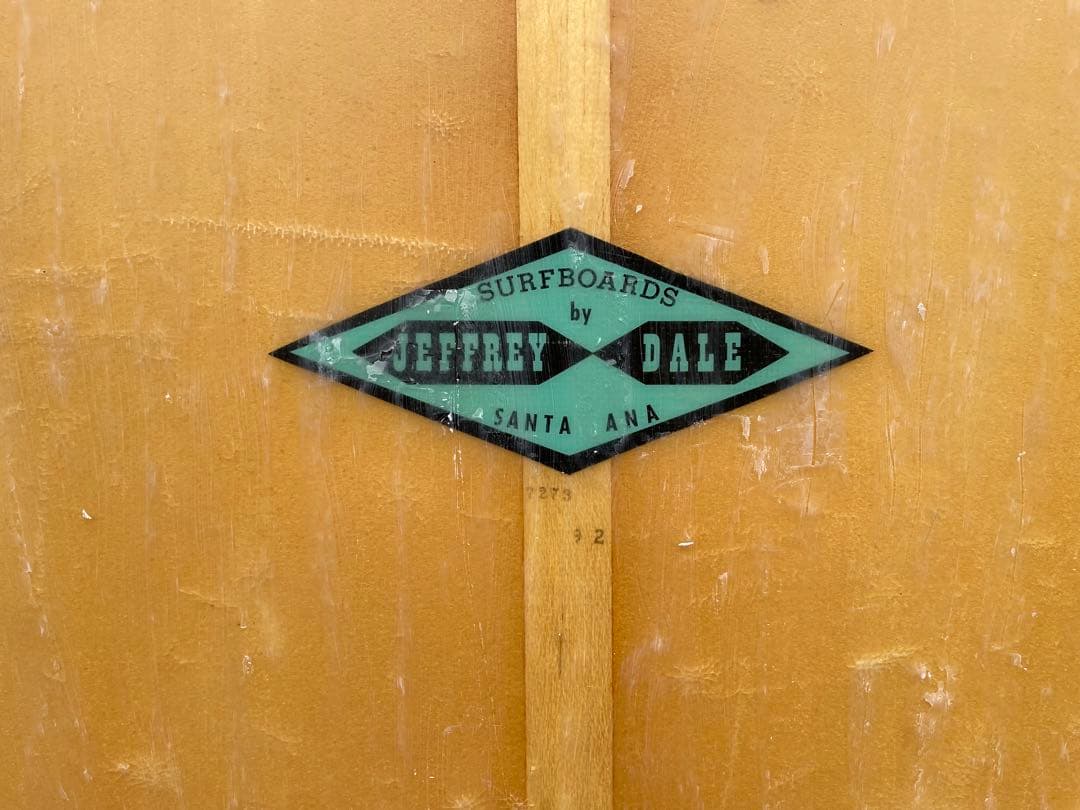 SURFBOARDS
by
JEFFREY DALE
SANTA ANA
7273
9 2